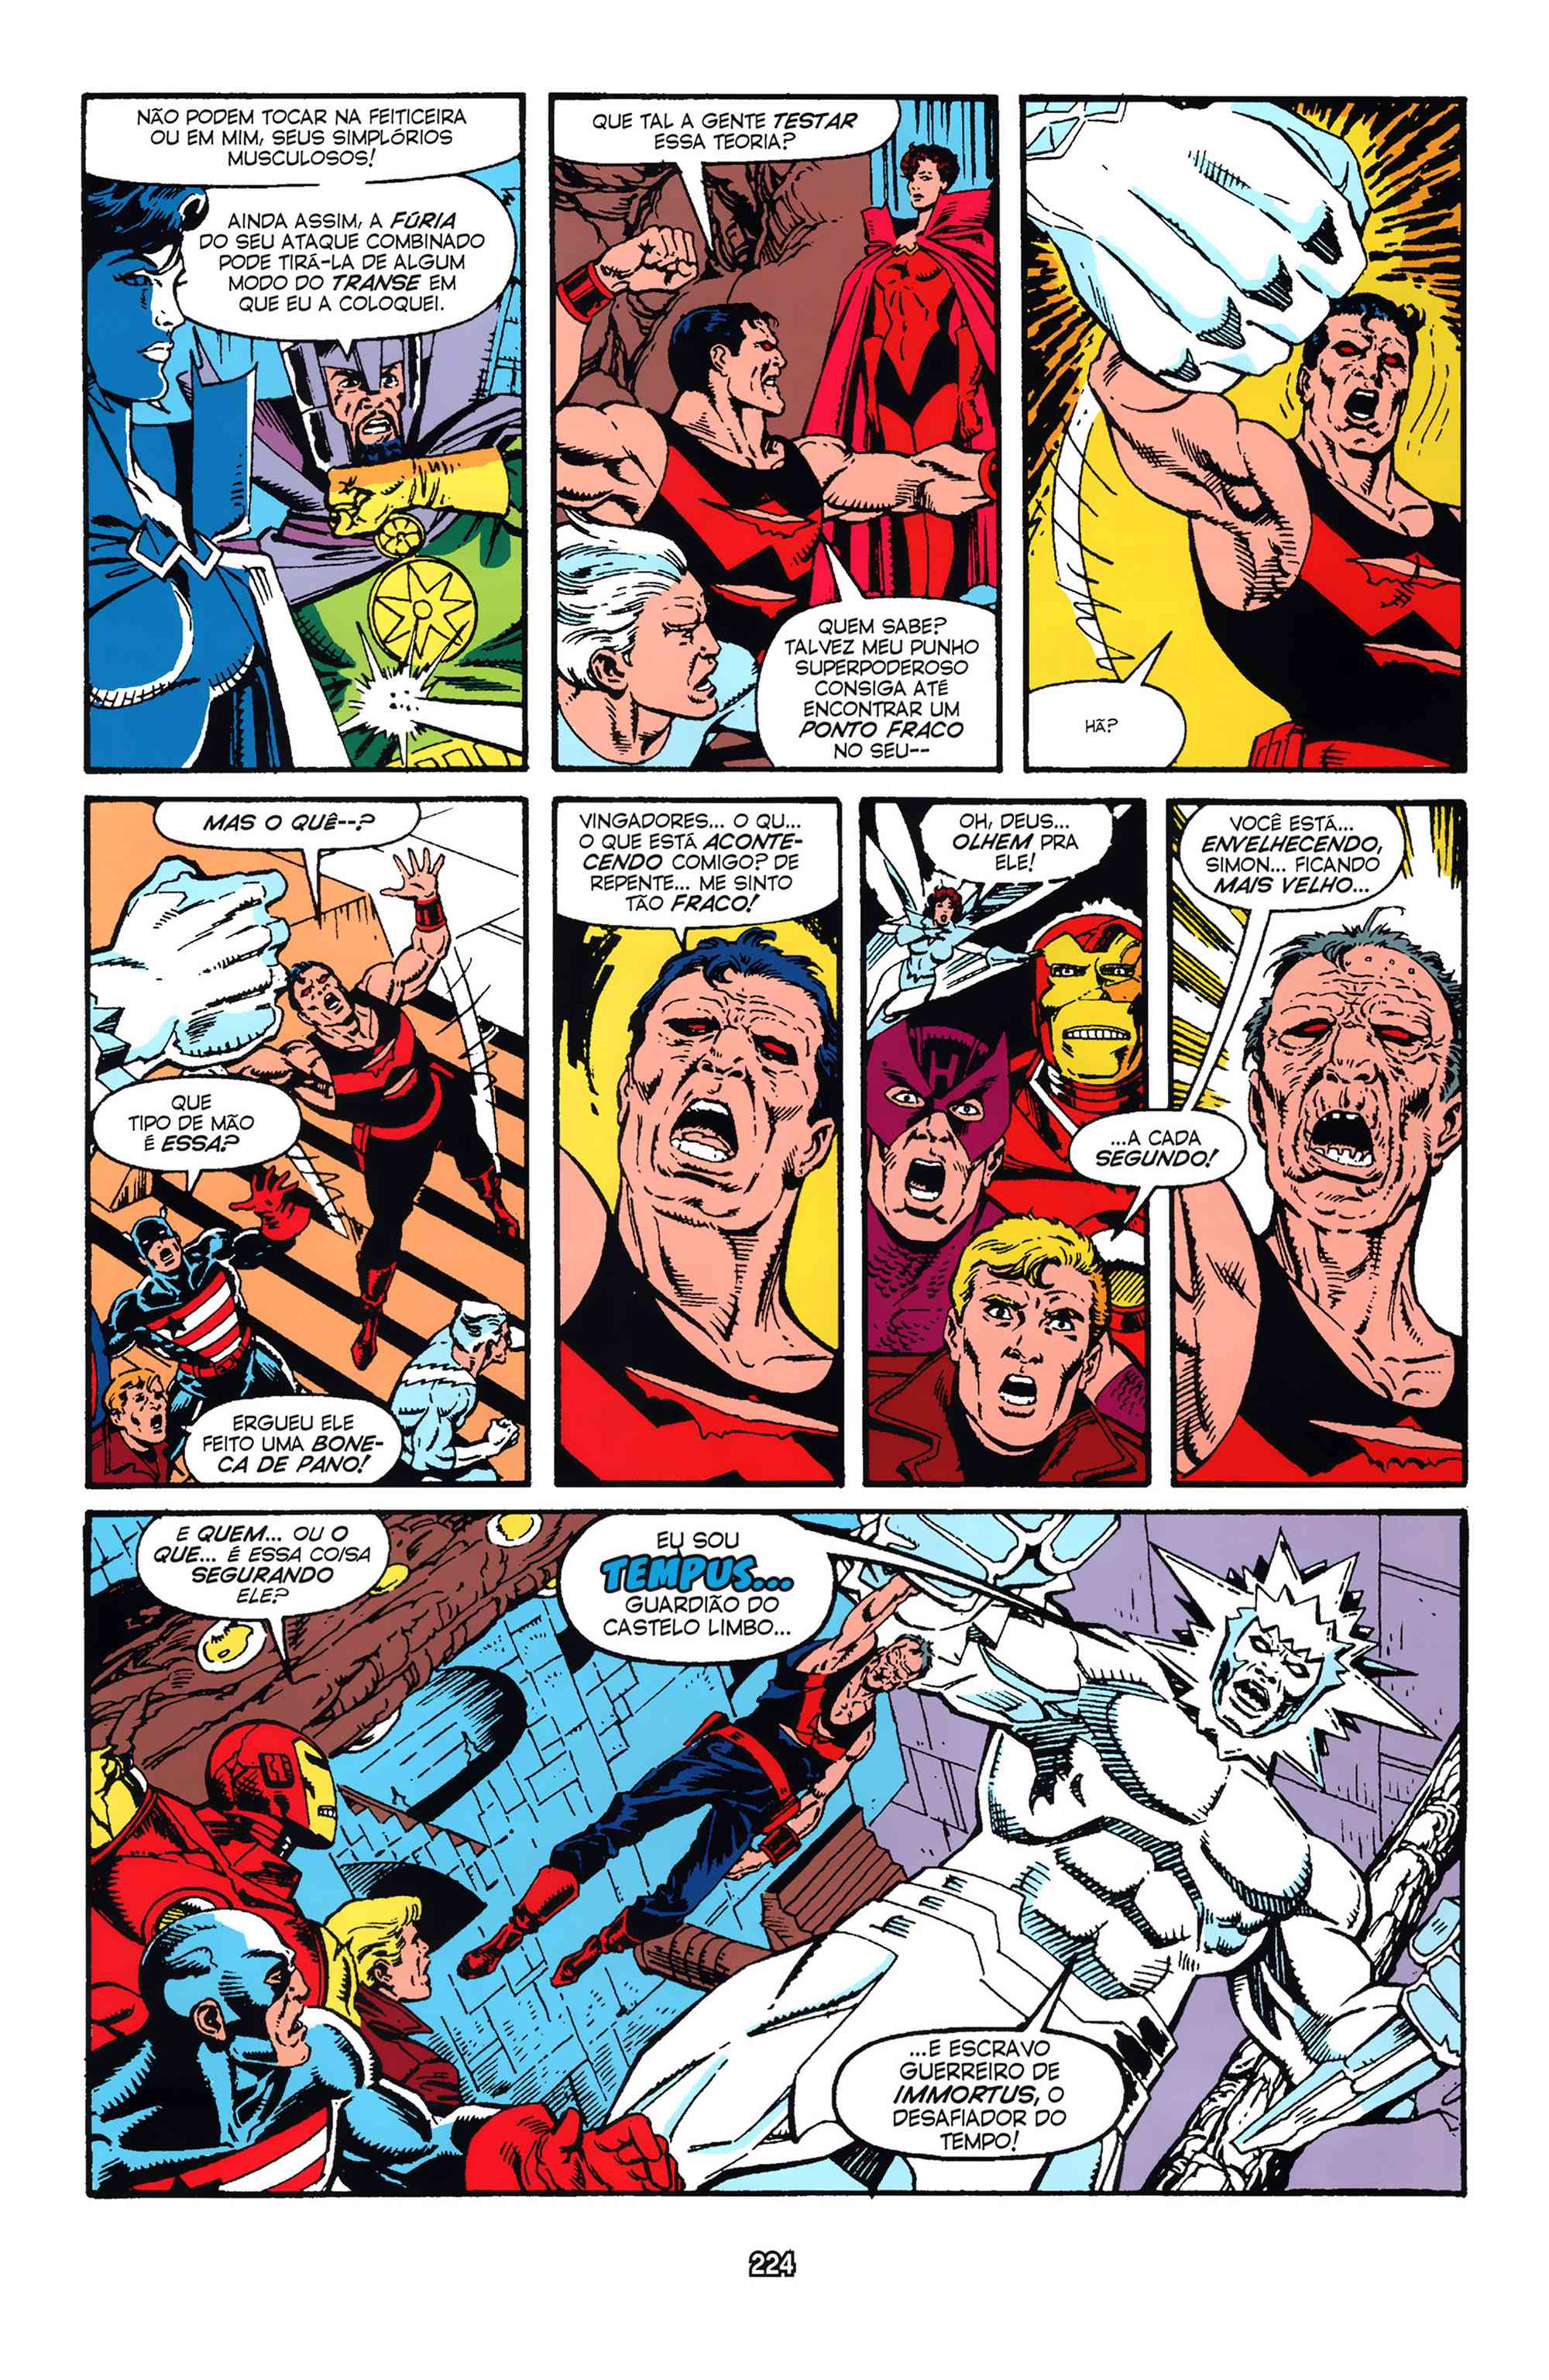 NÃO PODEM TOCAR NA FEITICEIRA
OU EM MIM, SEUS SIMPLÓRIOS
MUSCULOSOS!
AINDA ASSIM, A FÚRIA
DO SEU ATAQUE COMBINADO
PODE TIRÁ-LA DE ALGUM
MODO DO TRANSE EM
QUE EU A COLOQUEI.
QUE TAL A GENTE TESTAR
ESSA TEORIA?
QUEM SABE?
TALVEZ MEU PUNHO
SUPERPODEROSO
CONSIGA ATÉ
ENCONTRAR UM
PONTO FRACO
NO SEU--
HÃ?
MAS O QUÊ--?
QUE
TIPO DE MÃO
É ESSA?
ERGUEU ELE
FEITO UMA BONE-
CA DE PANO!
VINGADORES... O QU...
O QUE ESTÁ ACONTE-
CENDO COMIGO? DE
REPENTE... ME SINTO
TÃO FRACO!
OH, DEUS...
OLHEM PRA
ELE!
H
VOCÊ ESTÁ...
ENVELHECENDO,
SIMON... FICANDO
MAIS VELHO...
...A CADA
SEGUNDO!
E QUEM... OU O
QUE... É ESSA COISA
SEGURANDO
ELE?
EU SOU
TEMPUS...
GUARDIÃO DO
CASTELO LIMBO...
...E ESCRAVO
GUERREIRO DE
IMMORTUS, O
DESAFIADOR DO
TEMPO!
224